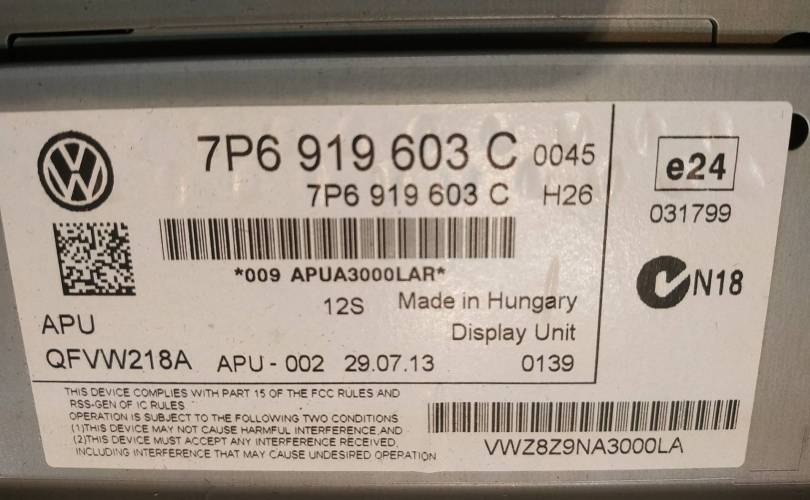 7P6 919 603 C 0045
7P6 919 603 C H26
*009 APUA3000LAR*
12S Made in Hungary
APU
Display Unit
QFVW218A APU - 002 29.07.13 0139
e24
031799
N18
THIS DEVICE COMPLIES WITH PART 15 OF THE FCC RULES AND
RSS-GEN OF IC RULES
OPERATION IS SUBJECT TO THE FOLLOWING TWO CONDITIONS
(1)THIS DEVICE MAY NOT CAUSE HARMFUL INTERFERENCE,AND
(2)THIS DEVICE MUST ACCEPT ANY INTERFERENCE RECEIVED,
INCLUDING INTERFERENCE THAT MAY CAUSE UNDESIRED OPERATION
VWZ8Z9NA3000LA